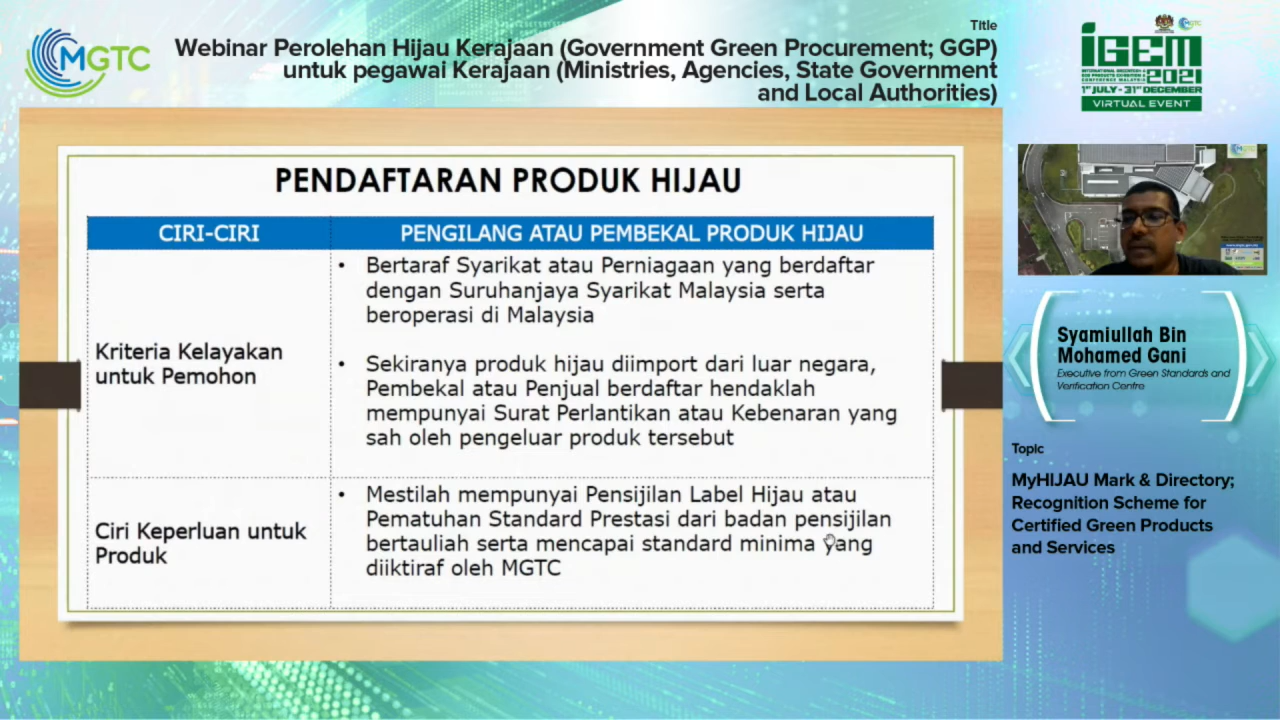 MGTC
Title
Webinar Perolehan Hijau Kerajaan (Government Green Procurement; GGP)
untuk pegawai Kerajaan (Ministries, Agencies, State Government
and Local Authorities)
iGEM
2021
1ST JULY - 31ST DECEMBER
VIRTUAL EVENT
PENDAFTARAN PRODUK HIJAU
CIRI-CIRI
PENGILANG ATAU PEMBEKAL PRODUK HIJAU
Kriteria Kelayakan
untuk Pemohon
• Bertaraf Syarikat atau Perniagaan yang berdaftar
dengan Suruhanjaya Syarikat Malaysia serta
beroperasi di Malaysia
• Sekiranya produk hijau diimport dari luar negara,
Pembekal atau Penjual berdaftar hendaklah
mempunyai Surat Perlantikan atau Kebenaran yang
sah oleh pengeluar produk tersebut
Ciri Keperluan untuk
Produk
• Mestilah mempunyai Pensijilan Label Hijau atau
Pematuhan Standard Prestasi dari badan pensijilan
bertauliah serta mencapai standard minima yang
diiktiraf oleh MGTC
Syamiullah Bin
Mohamed Gani
Executive from Green Standards and
Verification Centre
Topic
MyHIJAU Mark & Directory;
Recognition Scheme for
Certified Green Products
and Services